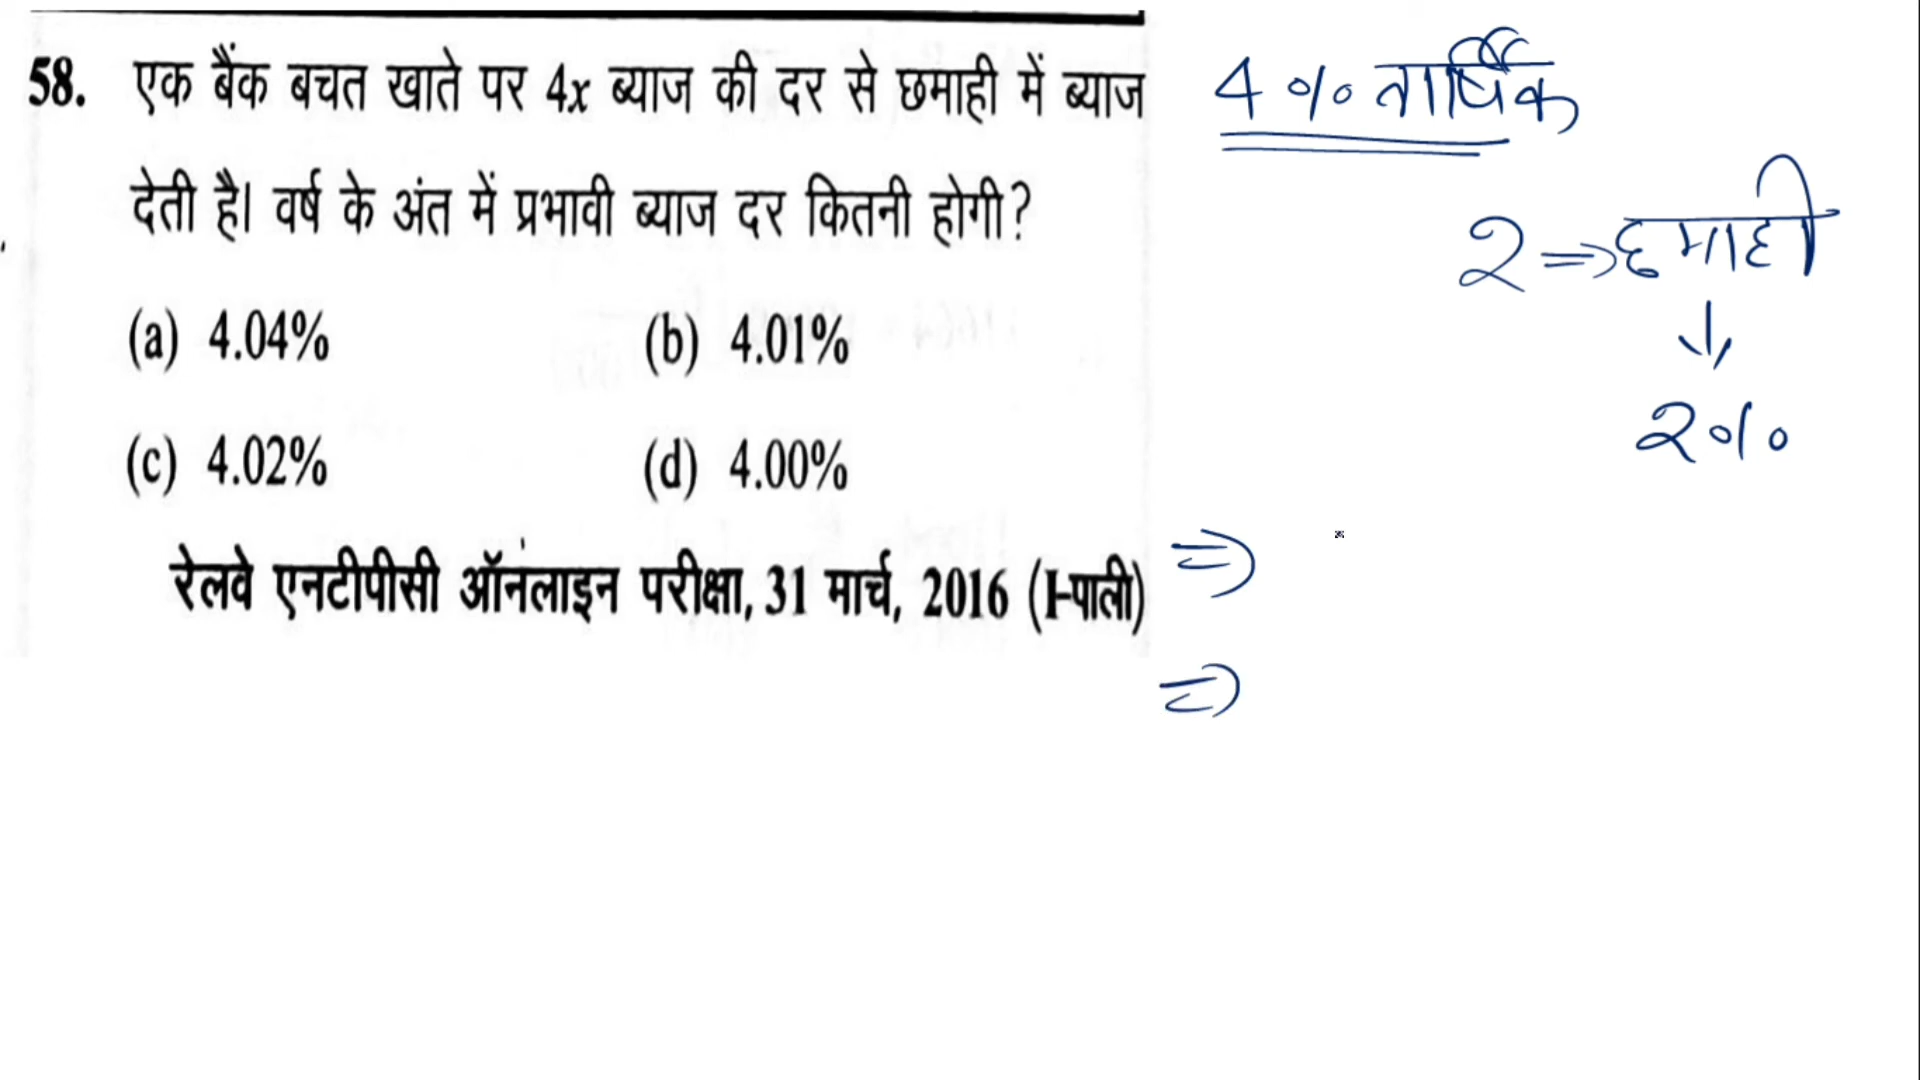 58. एक बैंक बचत खाते पर 4x ब्याज की दर से छमाही में ब्याज
देती है। वर्ष के अंत में प्रभावी ब्याज दर कितनी होगी?
(a) 4.04% (b) 4.01%
(c) 4.02% (d) 4.00%
रेलवे एनटीपीसी ऑनलाइन परीक्षा, 31 मार्च, 2016 (I-पाली)
4% वार्षिक
2 ⇒ छमाही
↓
2%
⇒
⇒